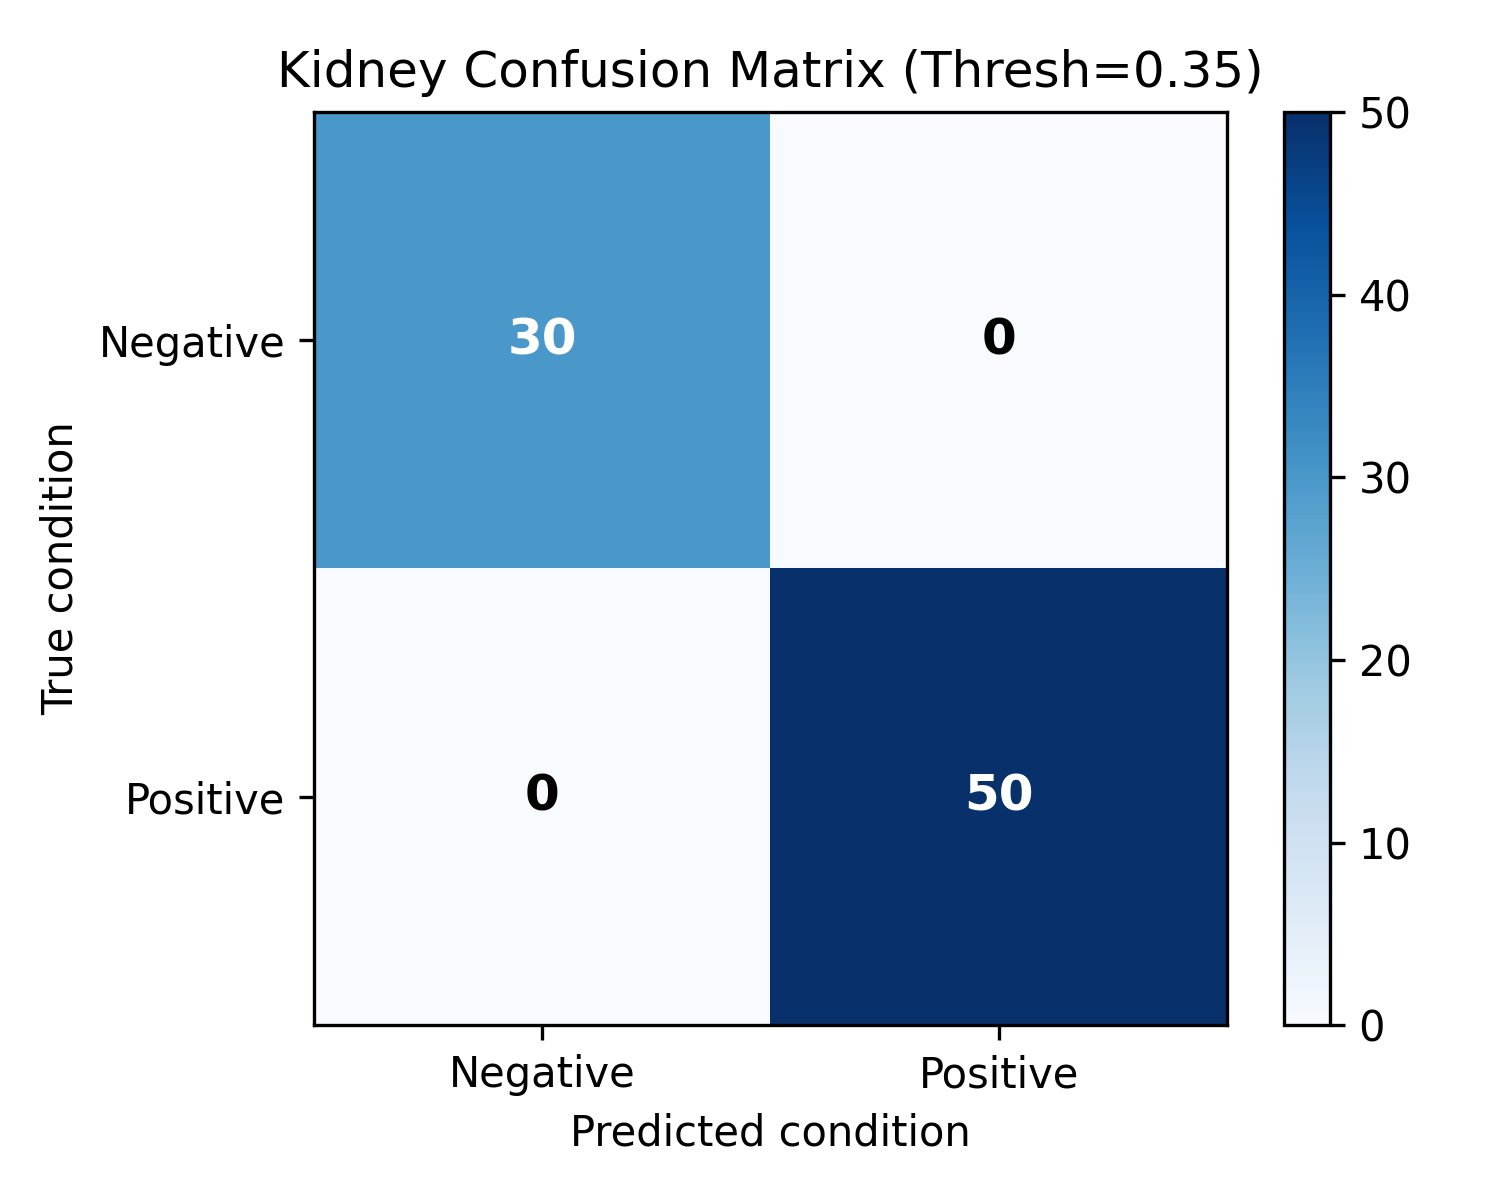 Kidney Confusion Matrix (Thresh=0.35)
50
40
30
20
10
0
Negative
Positive
True condition
30
0
0
50
Negative
Positive
Predicted condition